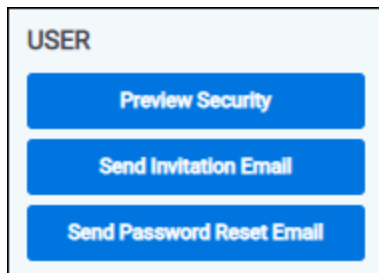 USER
Preview Security
Send Invitation Email
Send Password Reset Email